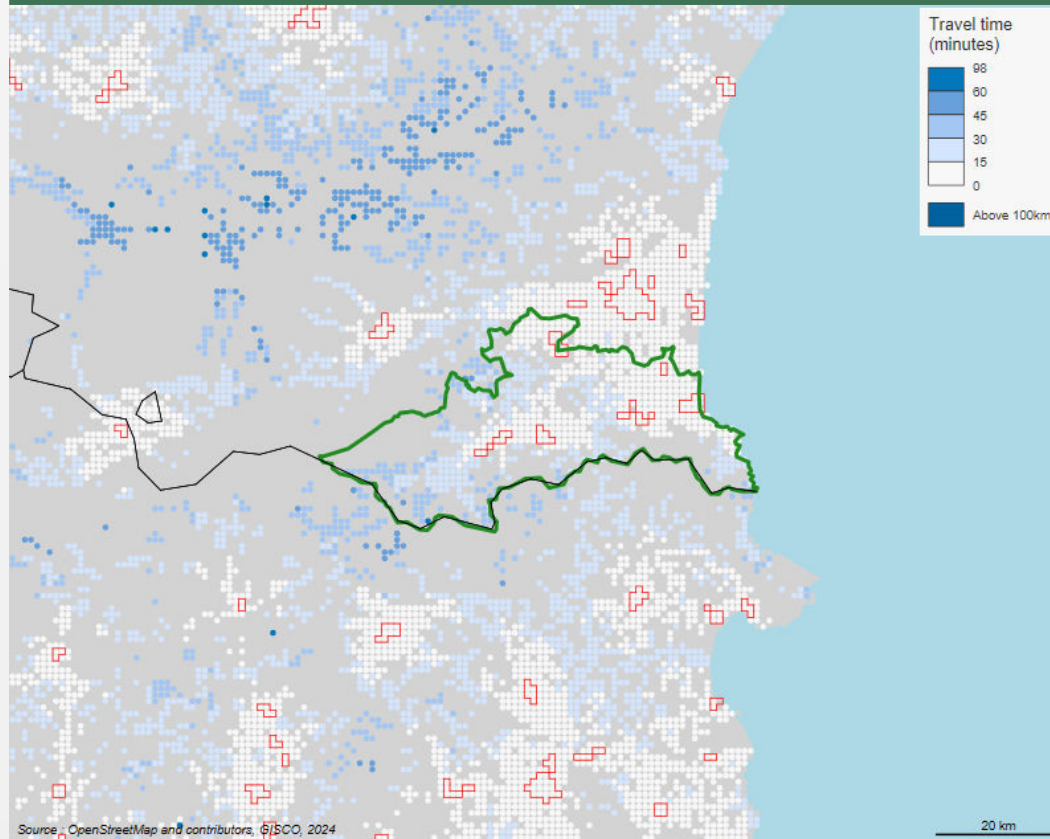 Travel time
(minutes)
98
60
45
30
15
0
Above 100km
Source : OpenStreetMap and contributors, GISCO, 2024
20 km